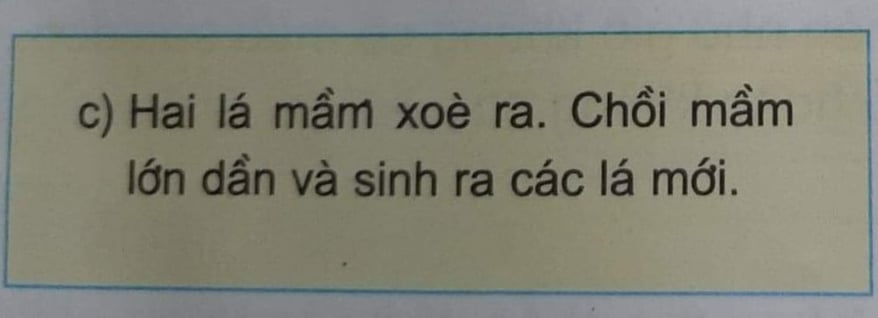 c) Hai lá mầm xoè ra. Chồi mầm
lớn dần và sinh ra các lá mới.